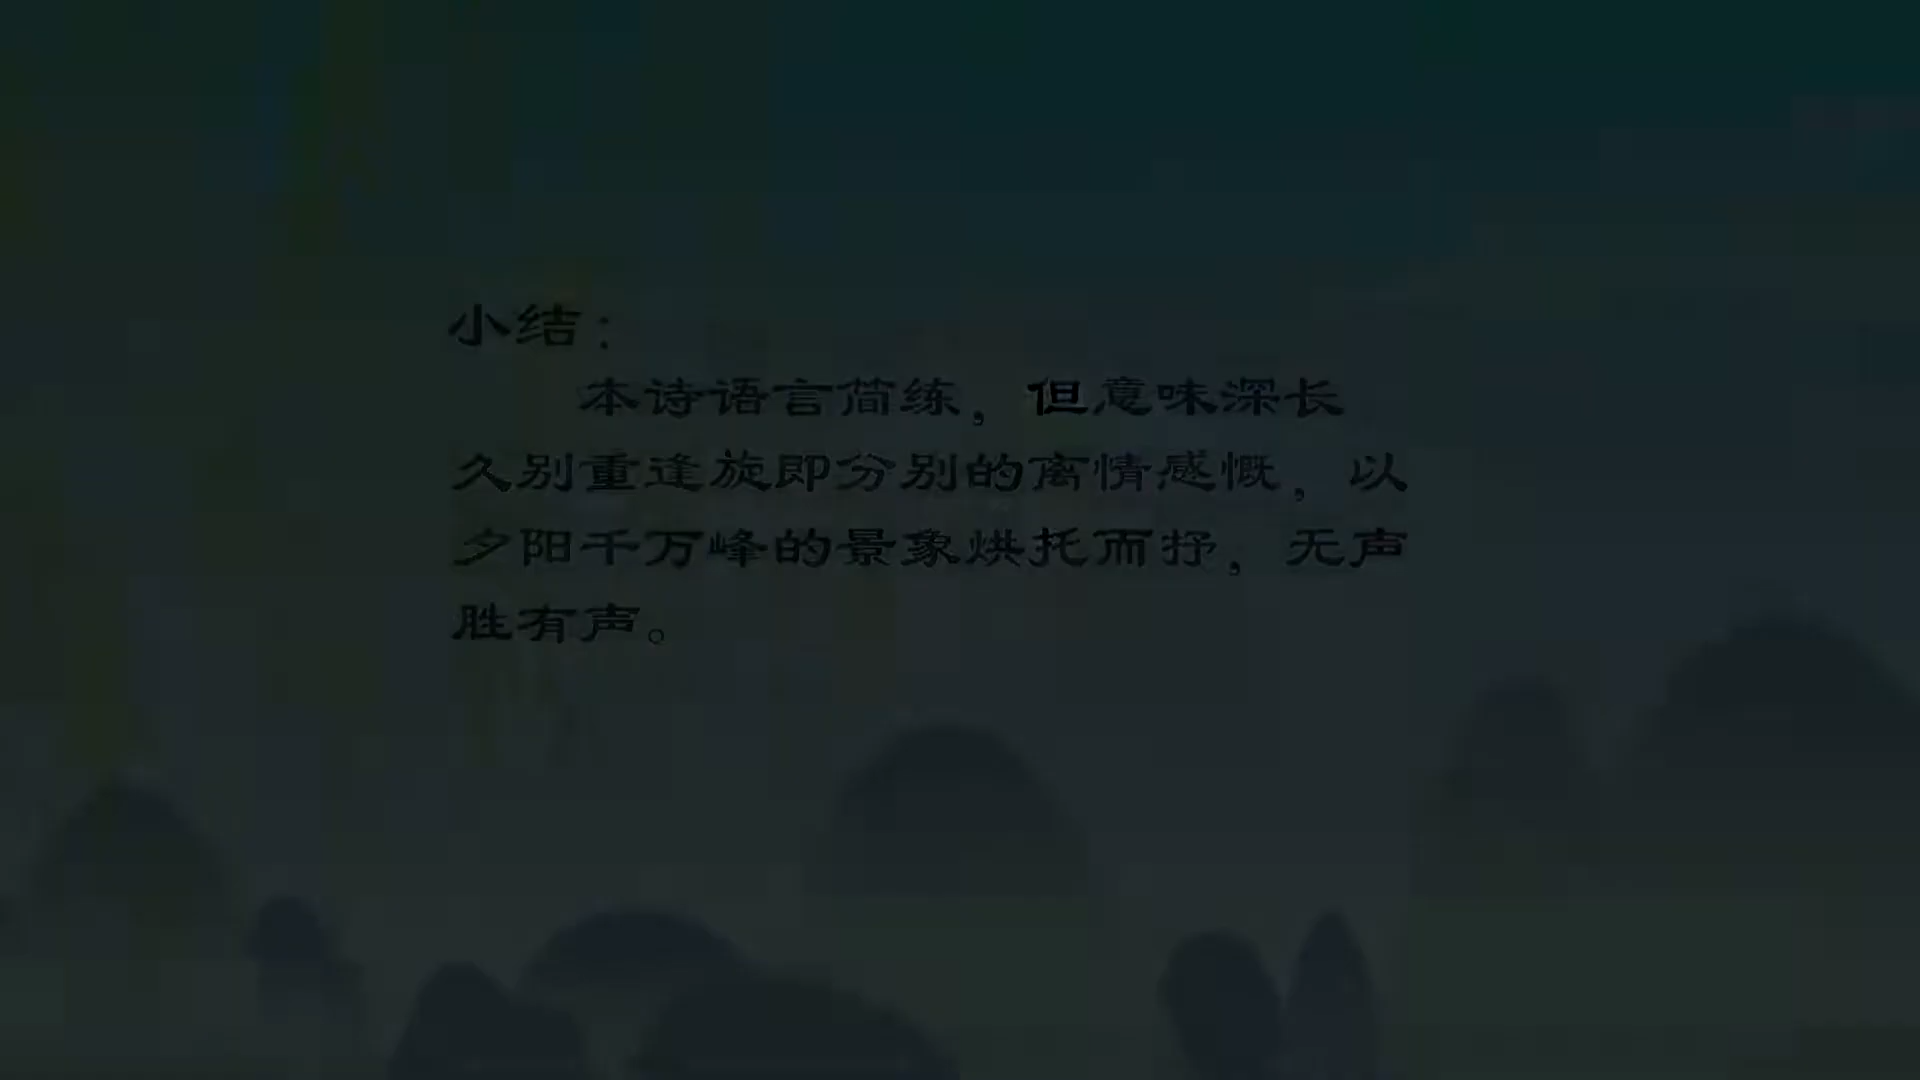 小结：
本诗语言简练，但意味深长
久别重逢旋即分别的离情感慨，以
夕阳千万峰的景象烘托而抒，无声
胜有声。